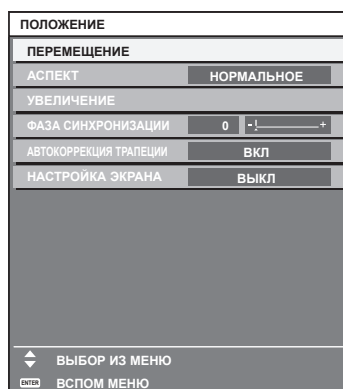 ПОЛОЖЕНИЕ
ПЕРЕМЕЩЕНИЕ
АСПЕКТ НОРМАЛЬНОЕ
УВЕЛИЧЕНИЕ
ФАЗА СИНХРОНИЗАЦИИ 0 - +
АВТОКОРРЕКЦИЯ ТРАПЕЦИИ ВКЛ
НАСТРОЙКА ЭКРАНА ВЫКЛ
ВЫБОР ИЗ МЕНЮ
ENTER ВСПОМ МЕНЮ